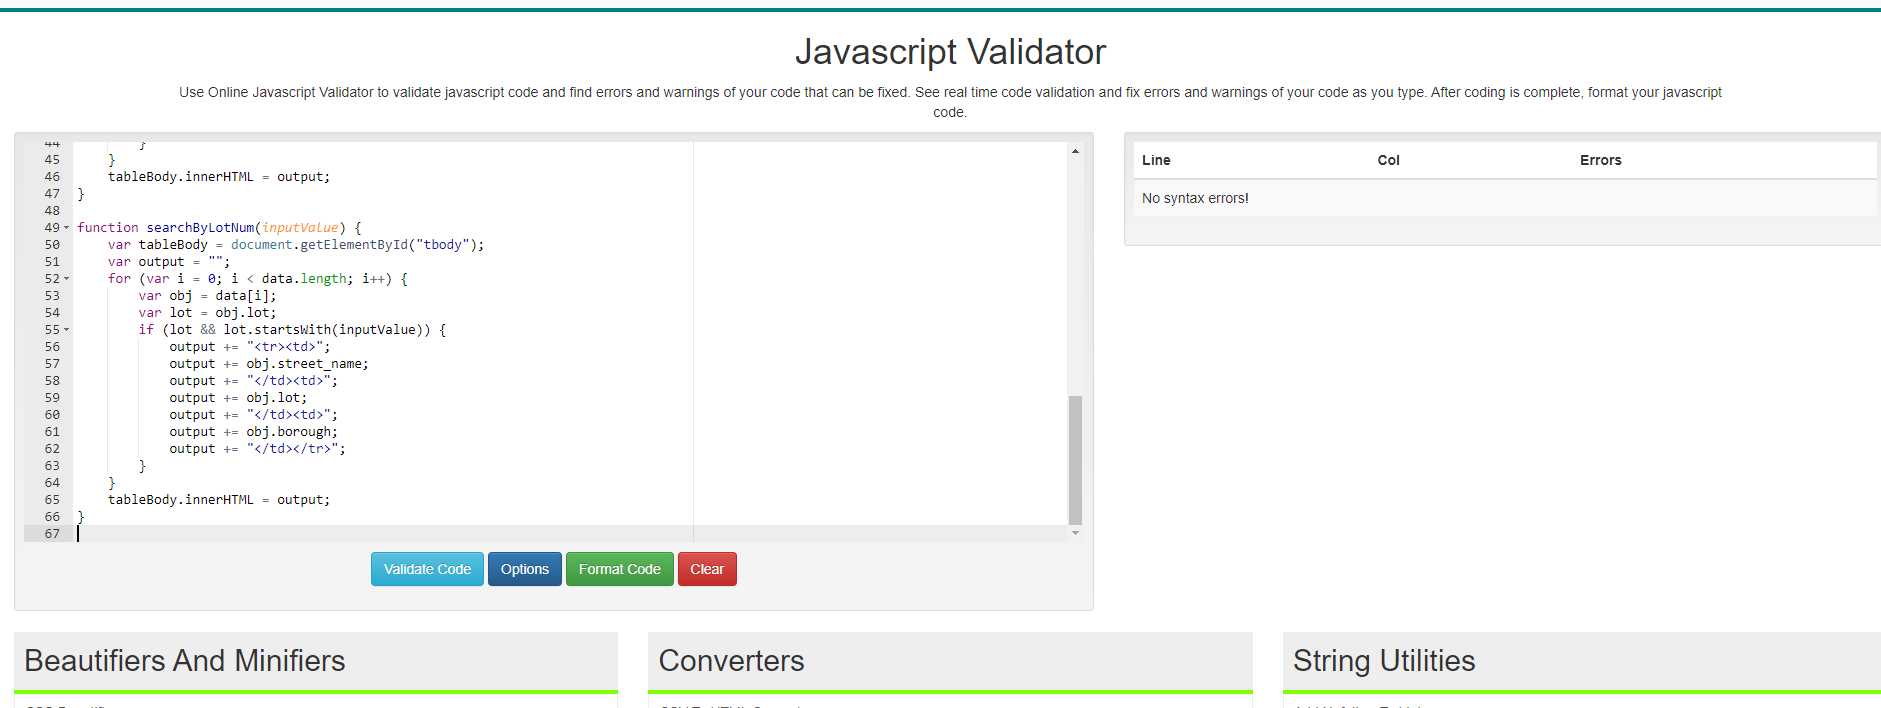 Javascript Validator
Use Online Javascript Validator to validate javascript code and find errors and warnings of your code that can be fixed. See real time code validation and fix errors and warnings of your code as you type. After coding is complete, format your javascript
code.
44 }
45 }
46 tableBody.innerHTML = output;
47 }
48
49 function searchByLotNum(inputValue) {
50 var tableBody = document.getElementById("tbody");
51 var output = "";
52 for (var i = 0; i < data.length; i++) {
53 var obj = data[i];
54 var lot = obj.lot;
55 if (lot && lot.startsWith(inputValue)) {
56 output += "<tr><td>";
57 output += obj.street_name;
58 output += "</td><td>";
59 output += obj.lot;
60 output += "</td><td>";
61 output += obj.borough;
62 output += "</td></tr>";
63 }
64 }
65 tableBody.innerHTML = output;
66 }
67
Validate Code Options Format Code Clear
Line Col Errors
No syntax errors!
Beautifiers And Minifiers
Converters
String Utilities